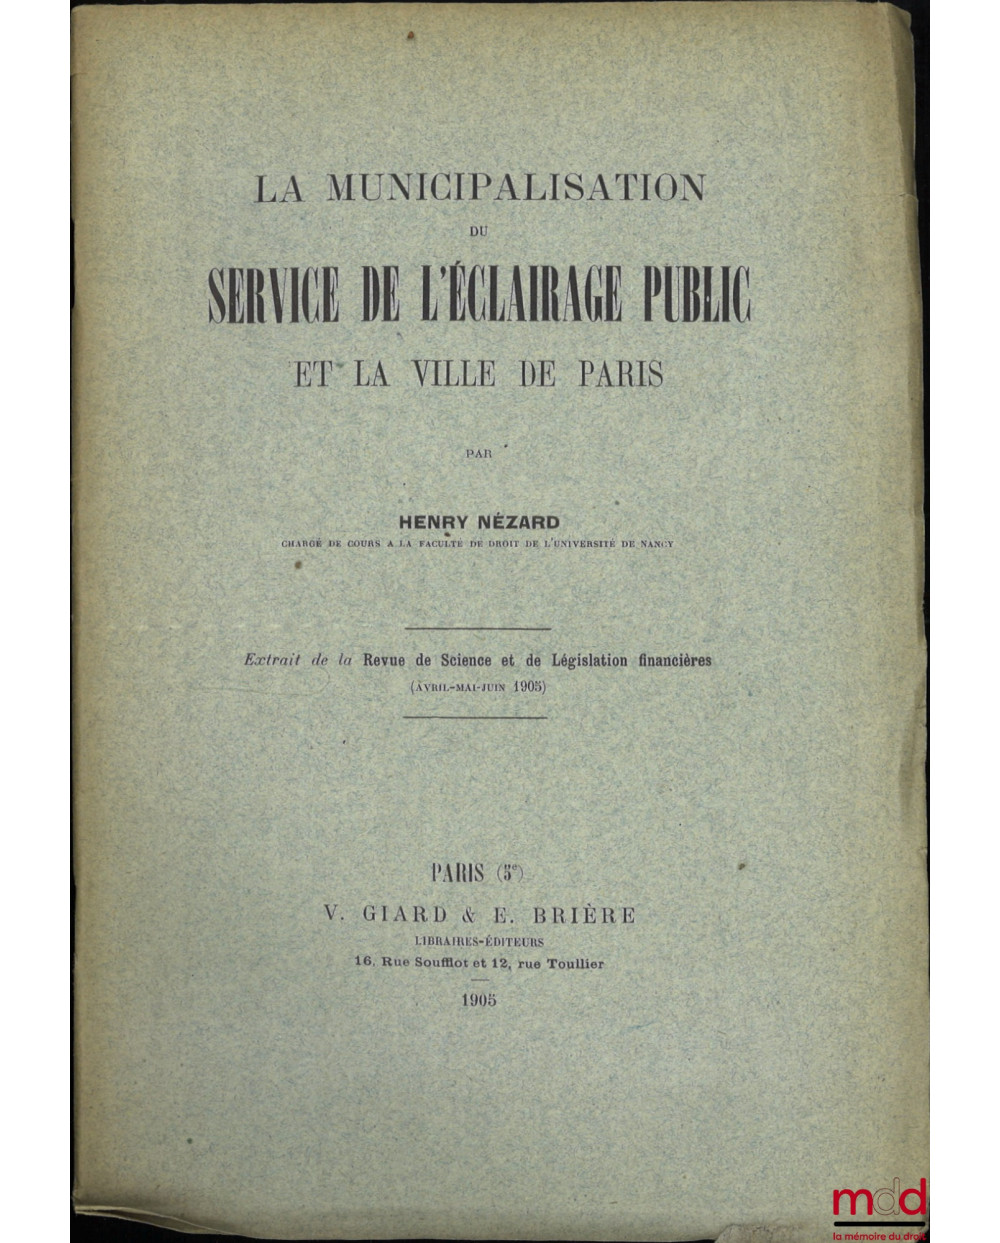 LA MUNICIPALISATION
DU
SERVICE DE L'ÉCLAIRAGE PUBLIC
ET LA VILLE DE PARIS
PAR
HENRY NÉZARD
CHARGÉ DE COURS A LA FACULTÉ DE DROIT DE L'UNIVERSITÉ DE NANCY
Extrait de la Revue de Science et de Législation financières
(AVRIL-MAI-JUIN 1905)
PARIS (5e)
V. GIARD & E. BRIÈRE
LIBRAIRES-ÉDITEURS
16, Rue Soufflot et 12, rue Toullier
1905
mdd
la mémoire du droit